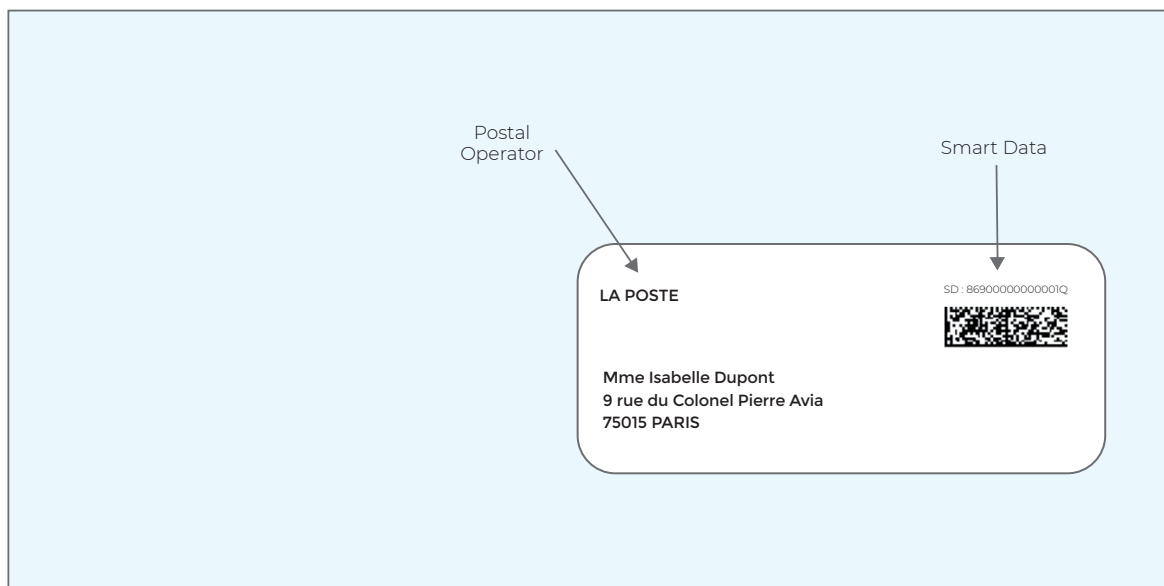 Postal
Operator
Smart Data
LA POSTE
SD : 86900000000001Q
Mme Isabelle Dupont
9 rue du Colonel Pierre Avia
75015 PARIS